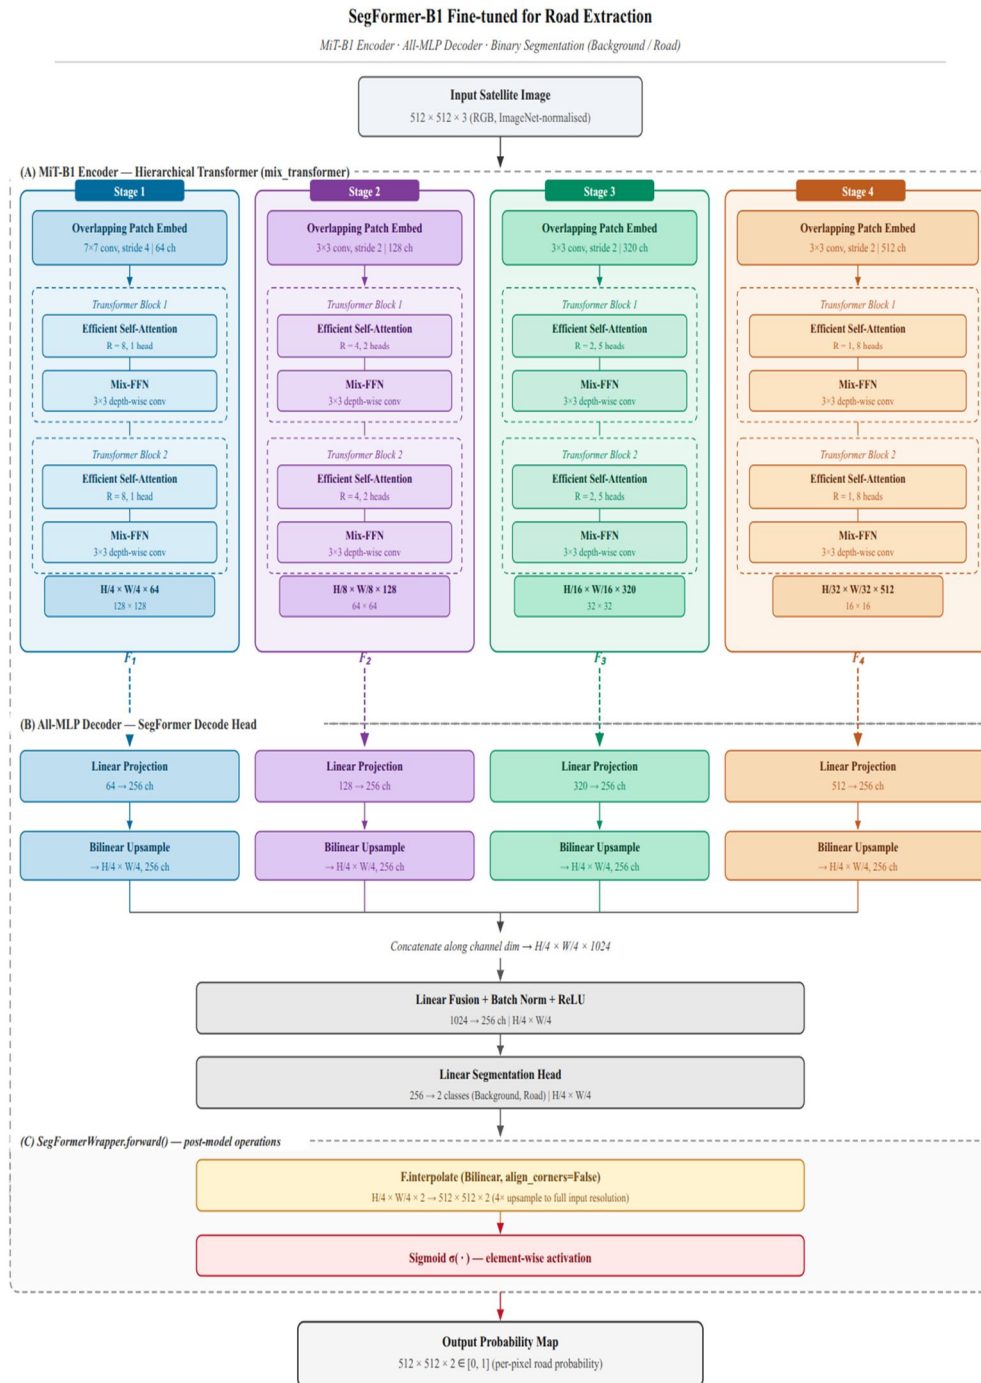 SegFormer-B1 Fine-tuned for Road Extraction
MiT-B1 Encoder · All-MLP Decoder · Binary Segmentation (Background / Road)
Input Satellite Image
512 × 512 × 3 (RGB, ImageNet-normalised)
(A) MiT-B1 Encoder — Hierarchical Transformer (mix_transformer)
Stage 1
Overlapping Patch Embed
7×7 conv, stride 4 | 64 ch
Transformer Block 1
Efficient Self-Attention
R = 8, 1 head
Mix-FFN
3×3 depth-wise conv
Transformer Block 2
Efficient Self-Attention
R = 8, 1 head
Mix-FFN
3×3 depth-wise conv
H/4 × W/4 × 64
128 × 128
F₁
Stage 2
Overlapping Patch Embed
3×3 conv, stride 2 | 128 ch
Transformer Block 1
Efficient Self-Attention
R = 4, 2 heads
Mix-FFN
3×3 depth-wise conv
Transformer Block 2
Efficient Self-Attention
R = 4, 2 heads
Mix-FFN
3×3 depth-wise conv
H/8 × W/8 × 128
64 × 64
F₂
Stage 3
Overlapping Patch Embed
3×3 conv, stride 2 | 320 ch
Transformer Block 1
Efficient Self-Attention
R = 2, 5 heads
Mix-FFN
3×3 depth-wise conv
Transformer Block 2
Efficient Self-Attention
R = 2, 5 heads
Mix-FFN
3×3 depth-wise conv
H/16 × W/16 × 320
32 × 32
F₃
Stage 4
Overlapping Patch Embed
3×3 conv, stride 2 | 512 ch
Transformer Block 1
Efficient Self-Attention
R = 1, 8 heads
Mix-FFN
3×3 depth-wise conv
Transformer Block 2
Efficient Self-Attention
R = 1, 8 heads
Mix-FFN
3×3 depth-wise conv
H/32 × W/32 × 512
16 × 16
F₄
(B) All-MLP Decoder — SegFormer Decode Head
Linear Projection
64 → 256 ch
Bilinear Upsample
→ H/4 × W/4, 256 ch
Linear Projection
128 → 256 ch
Bilinear Upsample
→ H/4 × W/4, 256 ch
Linear Projection
320 → 256 ch
Bilinear Upsample
→ H/4 × W/4, 256 ch
Linear Projection
512 → 256 ch
Bilinear Upsample
→ H/4 × W/4, 256 ch
Concatenate along channel dim → H/4 × W/4 × 1024
Linear Fusion + Batch Norm + ReLU
1024 → 256 ch | H/4 × W/4
Linear Segmentation Head
256 → 2 classes (Background, Road) | H/4 × W/4
(C) SegFormerWrapper.forward() — post-model operations
F.interpolate (Bilinear, align_corners=False)
H/4 × W/4 × 2 → 512 × 512 × 2 (4× upsample to full input resolution)
Sigmoid σ( · ) — element-wise activation
Output Probability Map
512 × 512 × 2 ∈ [0, 1] (per-pixel road probability)